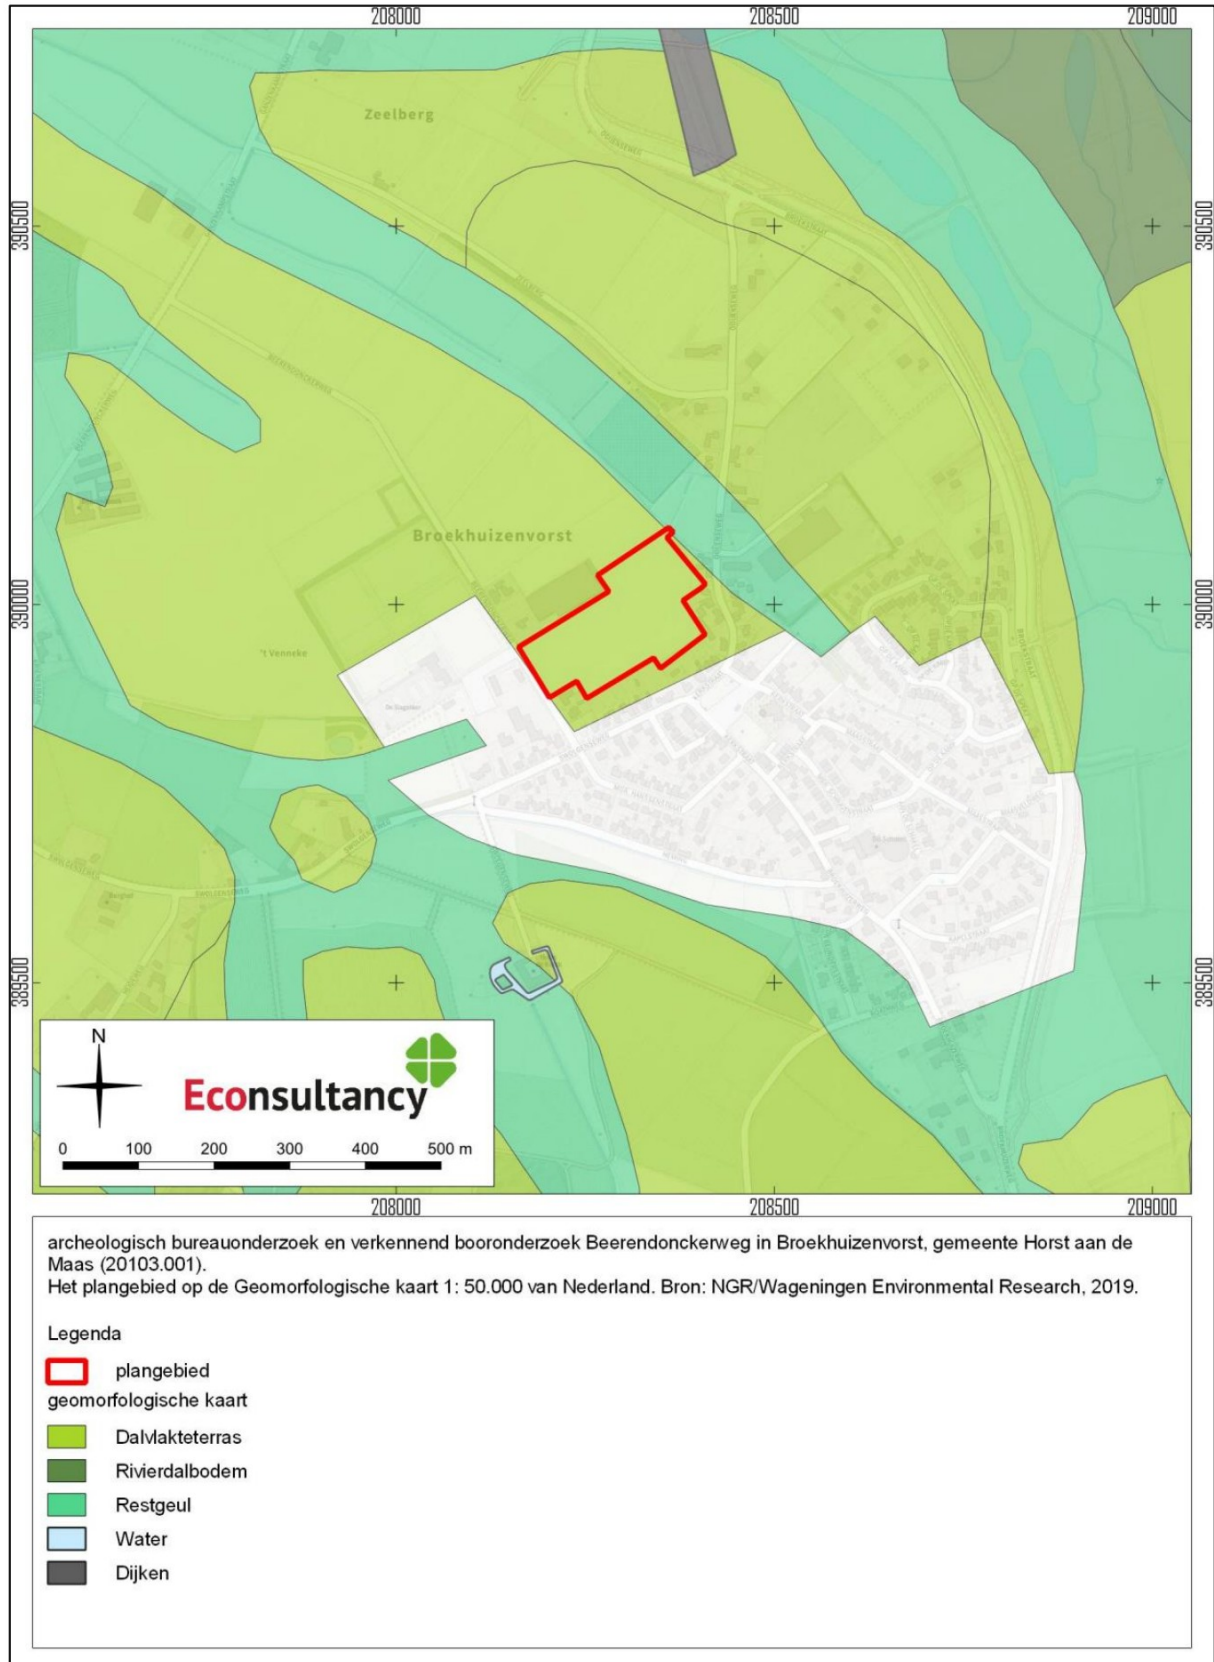 208000 208500 209000
Zeelberg
390500 390500
Broekhuizenvorst
390000 390000
't Venneke
389500 389500
N
Econsultancy
0 100 200 300 400 500 m
208000 208500 209000
archeologisch bureauonderzoek en verkennend booronderzoek Beerendonckerweg in Broekhuizenvorst, gemeente Horst aan de
Maas (20103.001).
Het plangebied op de Geomorfologische kaart 1: 50.000 van Nederland. Bron: NGR/Wageningen Environmental Research, 2019.
Legenda
plangebied
geomorfologische kaart
Dalvlakteterras
Rivierdalbodem
Restgeul
Water
Dijken